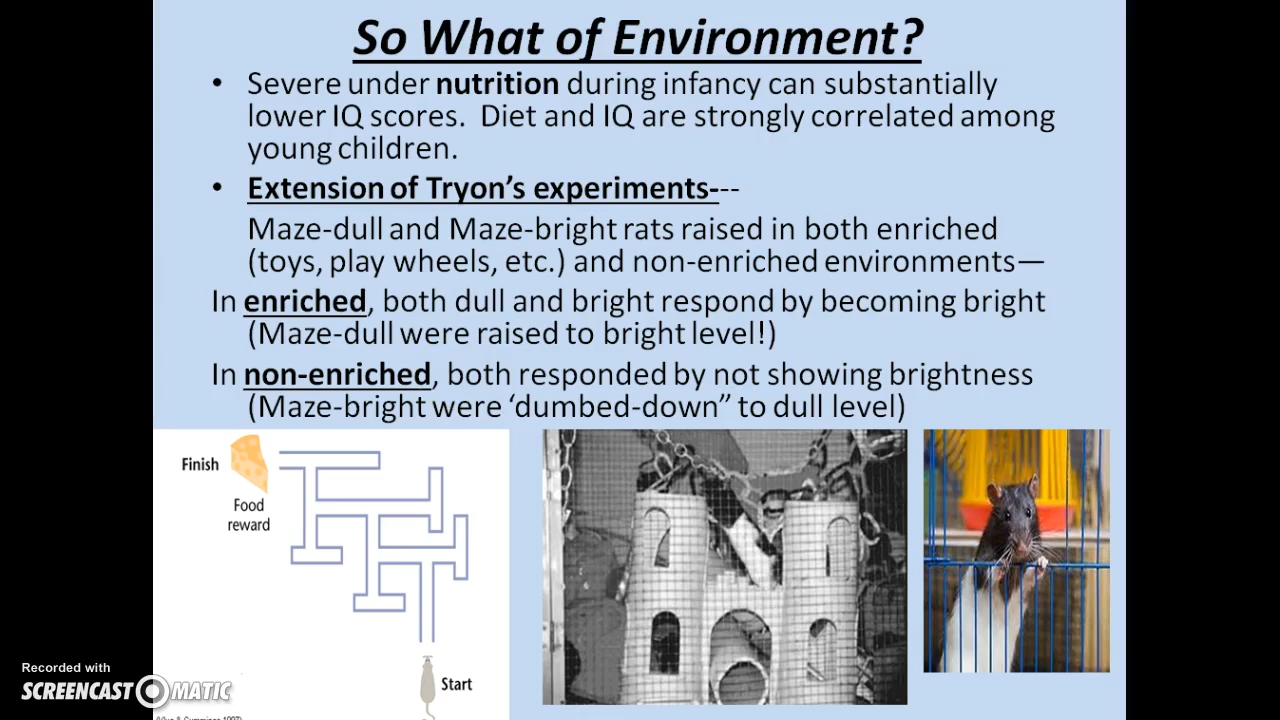 So What of Environment?
• Severe under nutrition during infancy can substantially
lower IQ scores. Diet and IQ are strongly correlated among
young children.
• Extension of Tryon's experiments---
Maze-dull and Maze-bright rats raised in both enriched
(toys, play wheels, etc.) and non-enriched environments—
In enriched, both dull and bright respond by becoming bright
(Maze-dull were raised to bright level!)
In non-enriched, both responded by not showing brightness
(Maze-bright were ‘dumbed-down” to dull level)
Finish
Food
reward
Start
Recorded with
SCREENCAST MATIC